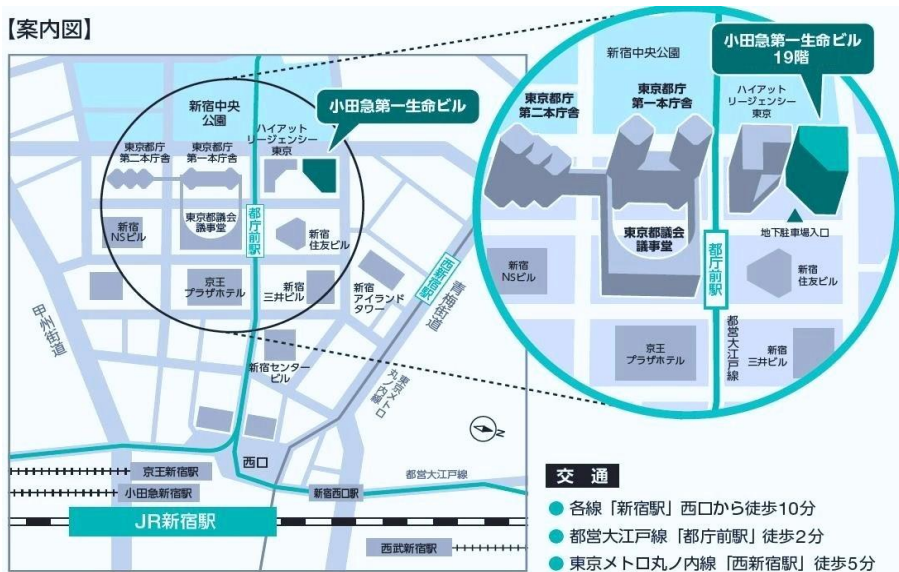 【案内図】
新宿中央
公園
小田急第一生命ビル
ハイアット
リージェンシー
東京
東京都庁
第二本庁舎
東京都庁
第一本庁舎
東京都議会
議事堂
都庁前駅
新宿
NSビル
新宿
住友ビル
京王
プラザホテル
新宿
三井ビル
新宿
アイランド
タワー
西新宿駅
青梅街道
甲州街道
新宿センター
ビル
東京メトロ
丸ノ内線
N
西口
都営大江戸線
京王新宿駅
小田急新宿駅
新宿西口駅
JR新宿駅
西武新宿駅
新宿中央公園
小田急第一生命ビル
19階
東京都庁
第二本庁舎
東京都庁
第一本庁舎
ハイアット
リージェンシー
東京
東京都議会
議事堂
地下駐車場入口
都庁前駅
新宿
NSビル
新宿
住友ビル
京王
プラザホテル
都営大江戸線
新宿
三井ビル
交 通
各線「新宿駅」西口から徒歩10分
都営大江戸線「都庁前駅」徒歩2分
東京メトロ丸ノ内線「西新宿駅」徒歩5分